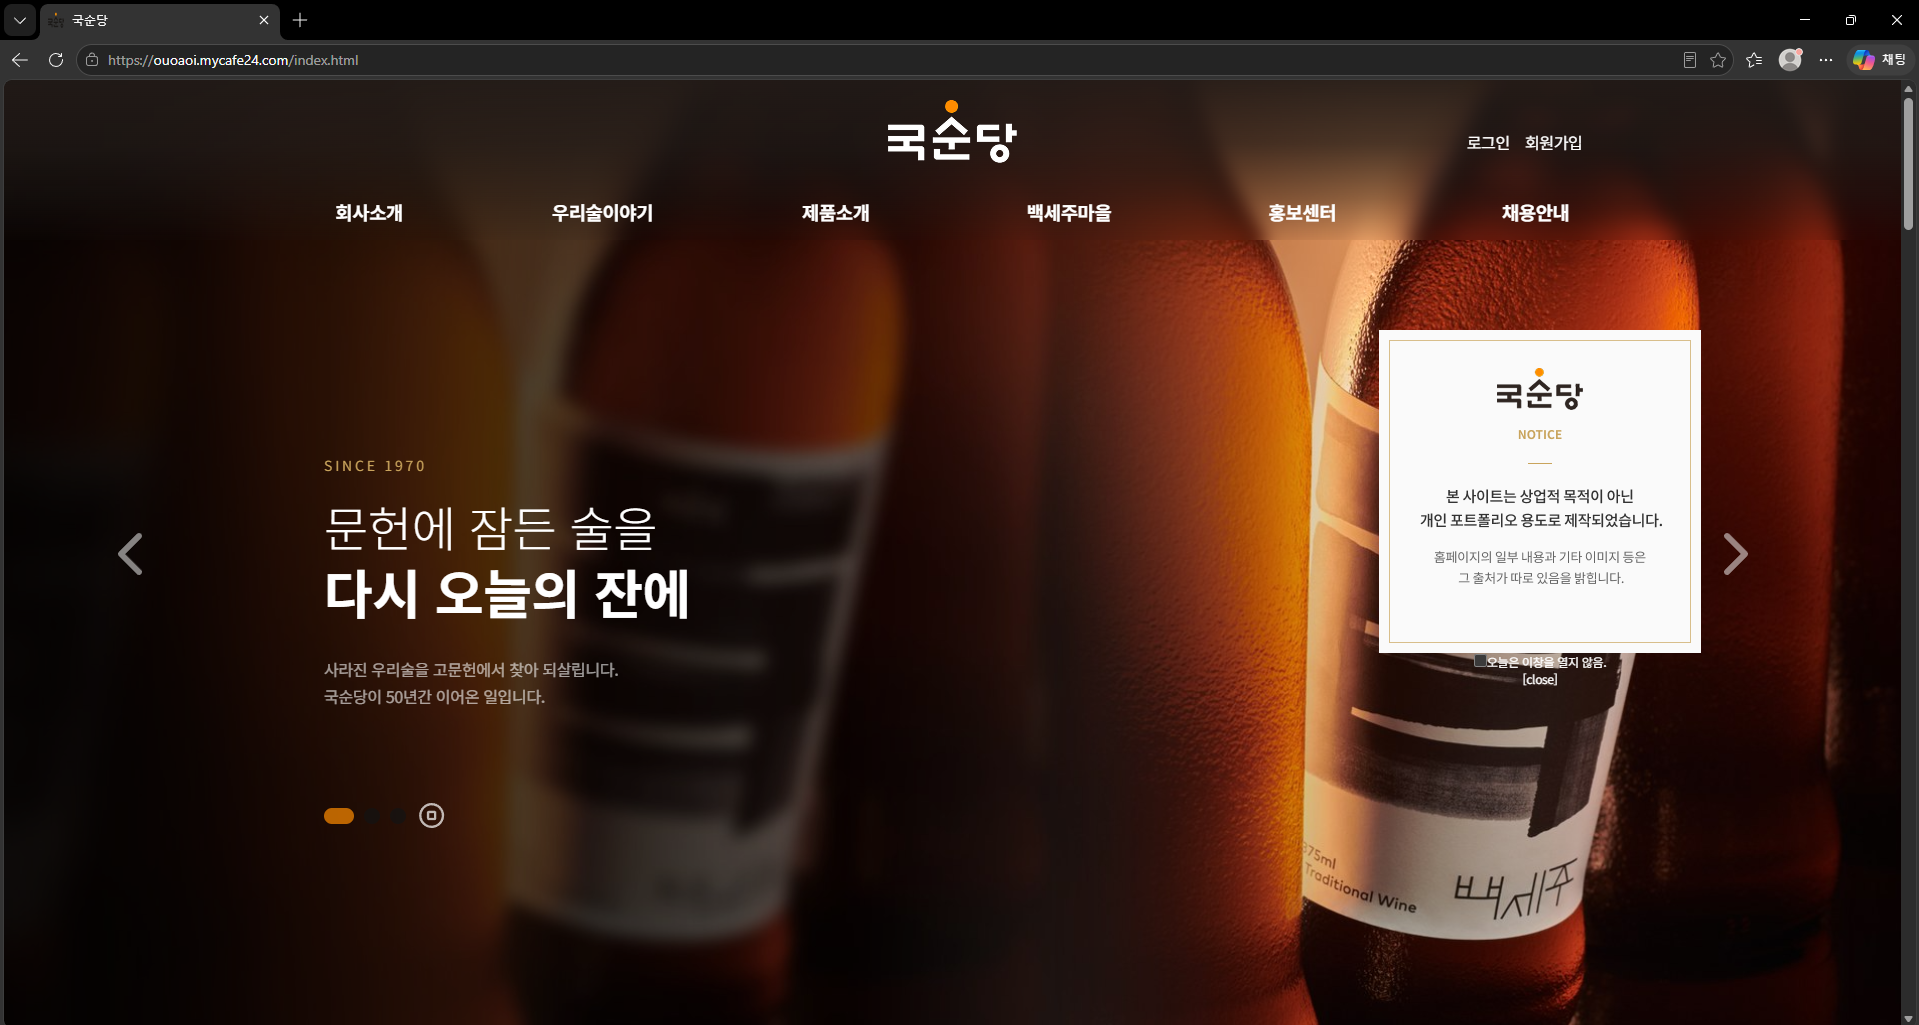 국순당
채팅
https://ouoaoi.mycafe24.com/index.html
국순당
로그인 회원가입
회사소개 우리술이야기 제품소개 백세주마을 홍보센터 채용안내
SINCE 1970
문헌에 잠든 술을
다시 오늘의 잔에
사라진 우리술을 고문헌에서 찾아 되살립니다.
국순당이 50년간 이어온 일입니다.
국순당
NOTICE
본 사이트는 상업적 목적이 아닌
개인 포트폴리오 용도로 제작되었습니다.
홈페이지의 일부 내용과 기타 이미지 등은
그 출처가 따로 있음을 밝힙니다.
오늘은 이창을 열지 않음.
[close]
375ml
Traditional Wine
백세주